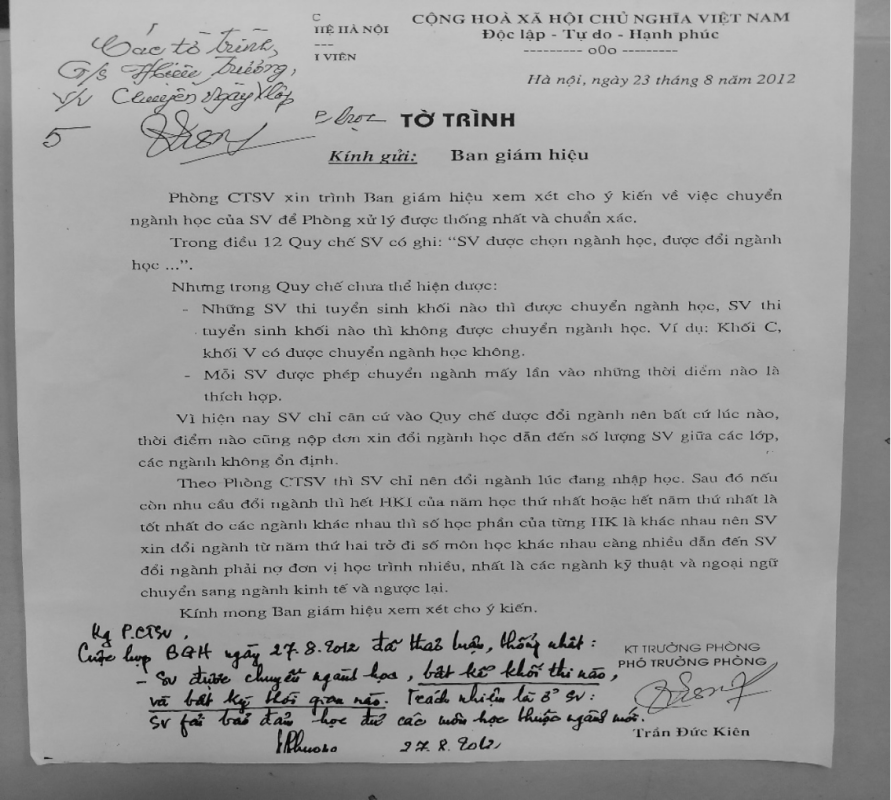 Các tờ trình,
G/s Hiệu trưởng,
V/v Chuyển ngành, lớp
5
C
HỆ HÀ NỘI
---
I VIÊN
CỘNG HOÀ XÃ HỘI CHỦ NGHĨA VIỆT NAM
Độc lập - Tự do - Hạnh phúc
--------- o0o ---------
Hà nội, ngày 23 tháng 8 năm 2012
TỜ TRÌNH
Kính gửi: Ban giám hiệu
Phòng CTSV xin trình Ban giám hiệu xem xét cho ý kiến về việc chuyển
ngành học của SV để Phòng xử lý được thống nhất và chuẩn xác.
Trong điều 12 Quy chế SV có ghi: “SV được chọn ngành học, được đổi ngành
học ...”.
Nhưng trong Quy chế chưa thể hiện được:
- Những SV thi tuyển sinh khối nào thì được chuyển ngành học, SV thi
tuyển sinh khối nào thì không được chuyển ngành học. Ví dụ: Khối C,
khối V có được chuyển ngành học không.
- Mỗi SV được phép chuyển ngành mấy lần vào những thời điểm nào là
thích hợp.
Vì hiện nay SV chỉ căn cứ vào Quy chế được đổi ngành nên bất cứ lúc nào,
thời điểm nào cũng nộp đơn xin đổi ngành học dẫn đến số lượng SV giữa các lớp,
các ngành không ổn định.
Theo Phòng CTSV thì SV chỉ nên đổi ngành lúc đang nhập học. Sau đó nếu
còn nhu cầu đổi ngành thì hết HKI của năm học thứ nhất hoặc hết năm thứ nhất là
tốt nhất do các ngành khác nhau thì số học phần của từng HK là khác nhau nên SV
xin đổi ngành từ năm thứ hai trở đi số môn học khác nhau càng nhiều dẫn đến SV
đổi ngành phải nợ đơn vị học trình nhiều, nhất là các ngành kỹ thuật và ngoại ngữ
chuyển sang ngành kinh tế và ngược lại.
Kính mong Ban giám hiệu xem xét cho ý kiến.
Kg P.CTSV,
Cuộc họp BGH ngày 27.8.2012 đã thảo luận, thống nhất:
- SV được chuyển ngành học, bất kể khối thi nào,
và bất kỳ thời gian nào. Trách nhiệm là ở SV:
SV fải bảo đảm học đủ các môn học thuộc ngành mới.
27.8.2012
KT TRƯỞNG PHÒNG
PHÓ TRƯỞNG PHÒNG
Trần Đức Kiên